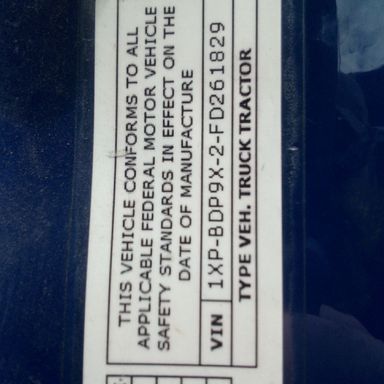 THIS VEHICLE CONFORMS TO ALL
APPLICABLE FEDERAL MOTOR VEHICLE
SAFETY STANDARDS IN EFFECT ON THE
DATE OF MANUFACTURE
VIN 1XP-BDP9X-2-FD261829
TYPE VEH. TRUCK TRACTOR